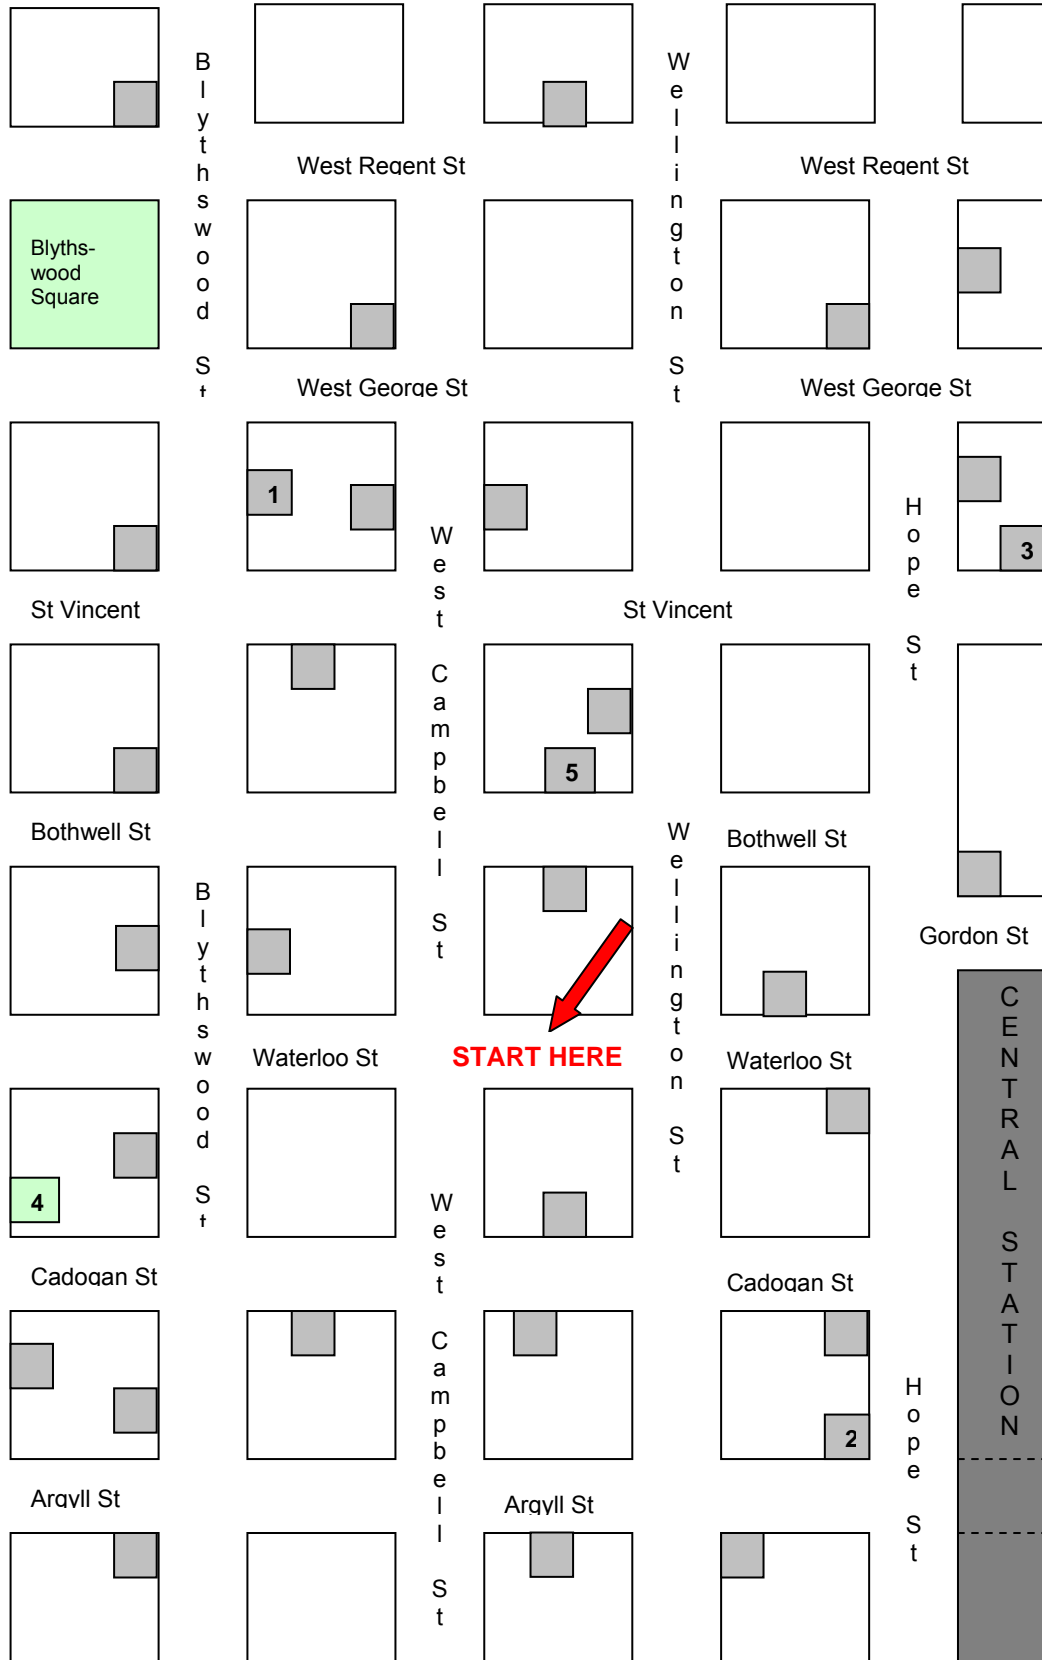 Blythswood St
Wellington St
West Regent St
West Regent St
Blyths-
wood
Square
West George St
West George St
1
West Campbell St
Hope St
3
St Vincent
St Vincent
5
Bothwell St
Blythswood St
Wellington St
Bothwell St
Gordon St
CENTRAL STATION
Waterloo St
START HERE
Waterloo St
4
West Campbell St
Cadogan St
Cadogan St
Hope St
2
Argyll St
Argyll St